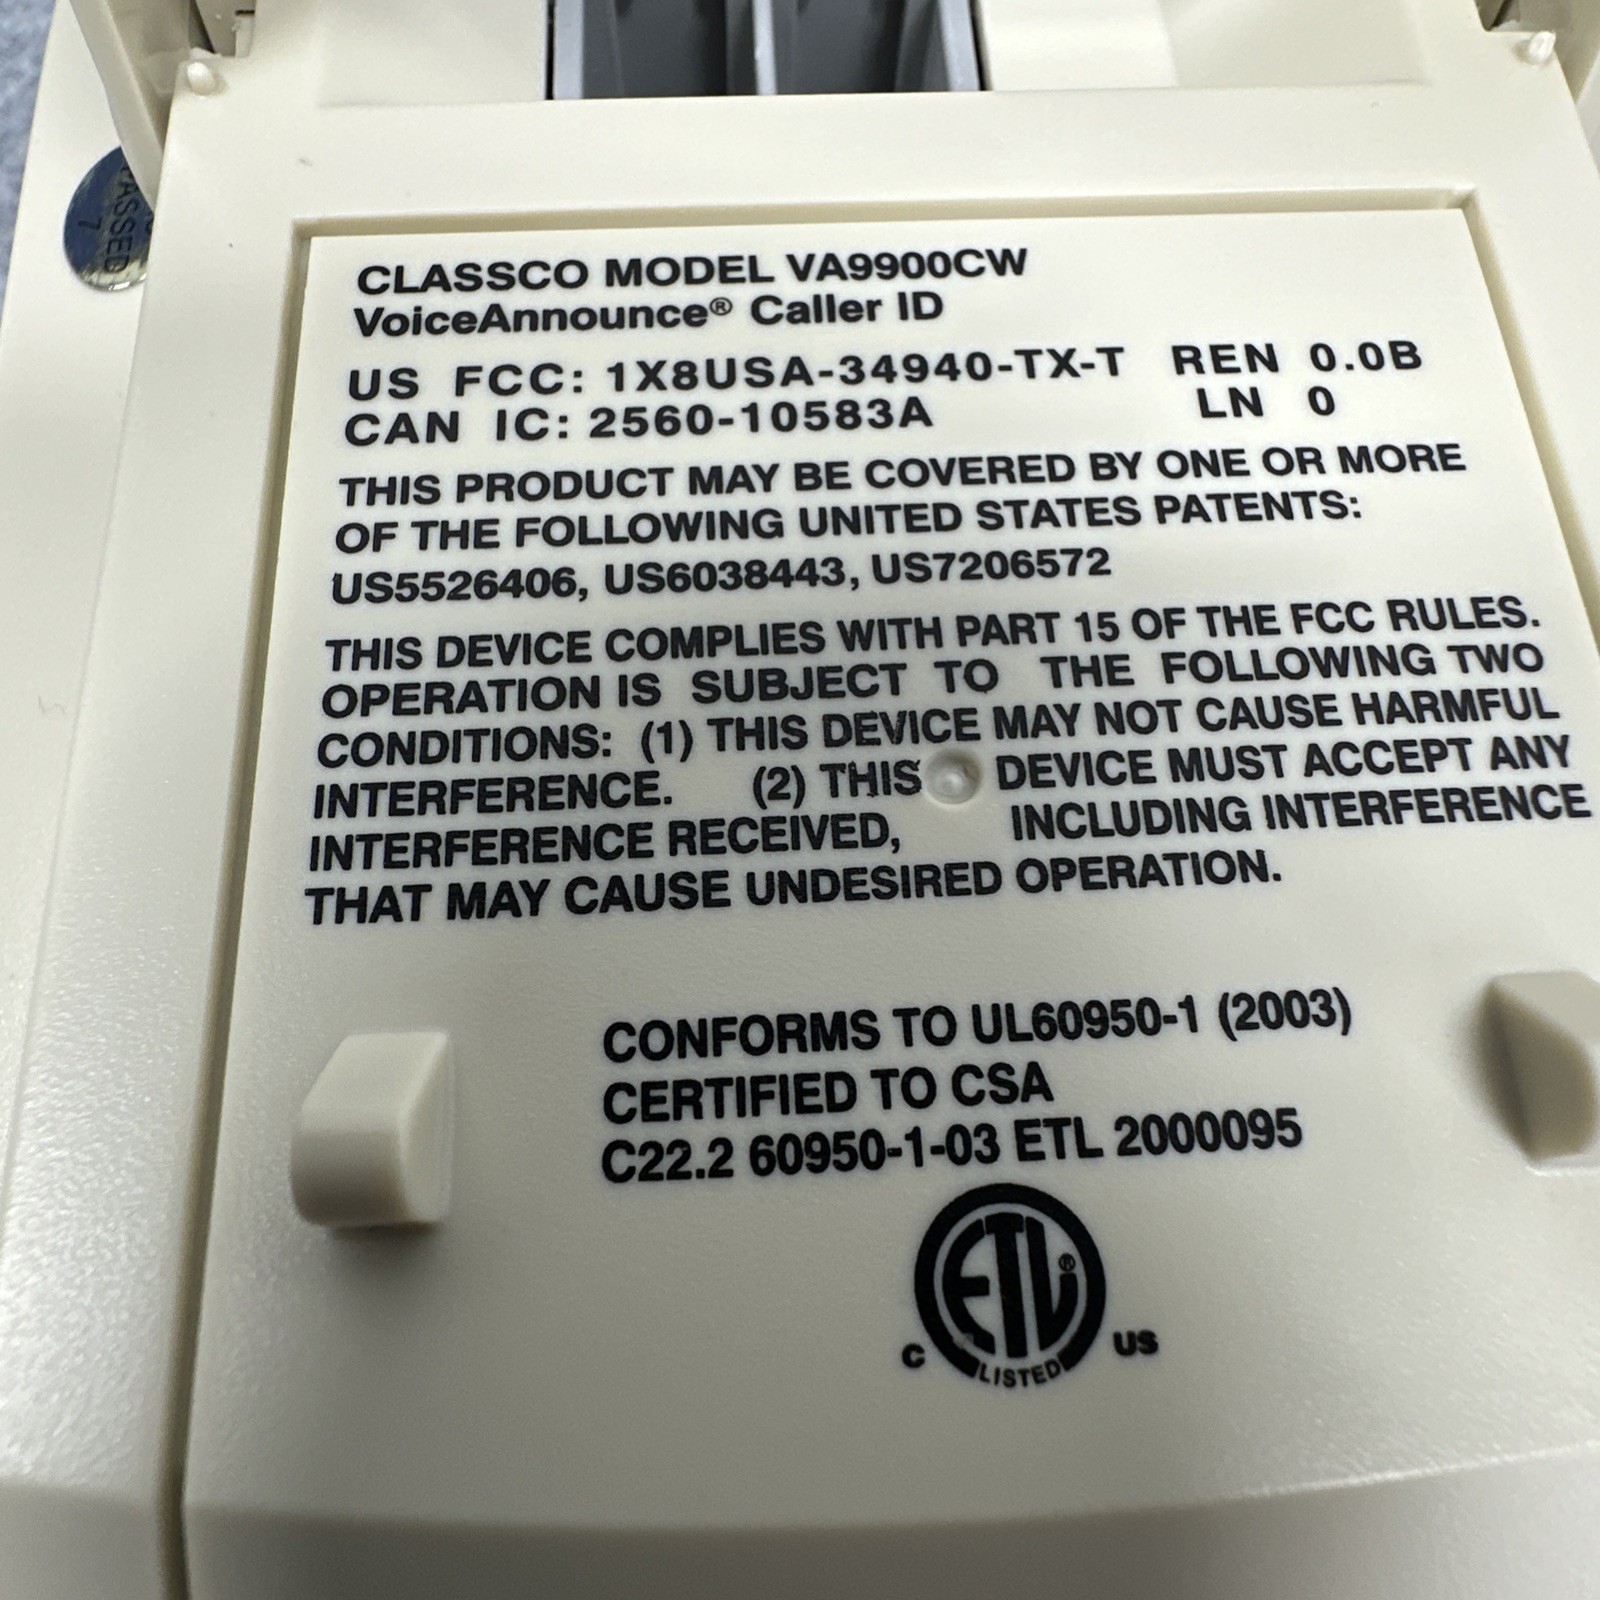 PASSED
7
CLASSCO MODEL VA9900CW
VoiceAnnounce® Caller ID
US FCC: 1X8USA-34940-TX-T REN 0.0B
CAN IC: 2560-10583A LN 0
THIS PRODUCT MAY BE COVERED BY ONE OR MORE
OF THE FOLLOWING UNITED STATES PATENTS:
US5526406, US6038443, US7206572
THIS DEVICE COMPLIES WITH PART 15 OF THE FCC RULES.
OPERATION IS SUBJECT TO THE FOLLOWING TWO
CONDITIONS: (1) THIS DEVICE MAY NOT CAUSE HARMFUL
INTERFERENCE. (2) THIS DEVICE MUST ACCEPT ANY
INTERFERENCE RECEIVED, INCLUDING INTERFERENCE
THAT MAY CAUSE UNDESIRED OPERATION.
CONFORMS TO UL60950-1 (2003)
CERTIFIED TO CSA
C22.2 60950-1-03 ETL 2000095
ETL®
C LISTED US